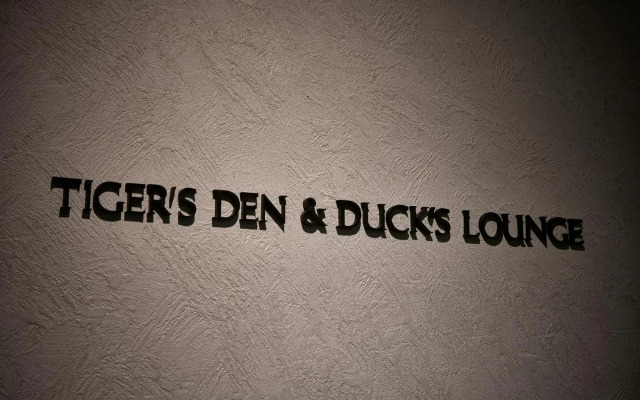 TIGER'S DEN & DUCK'S LOUNGE